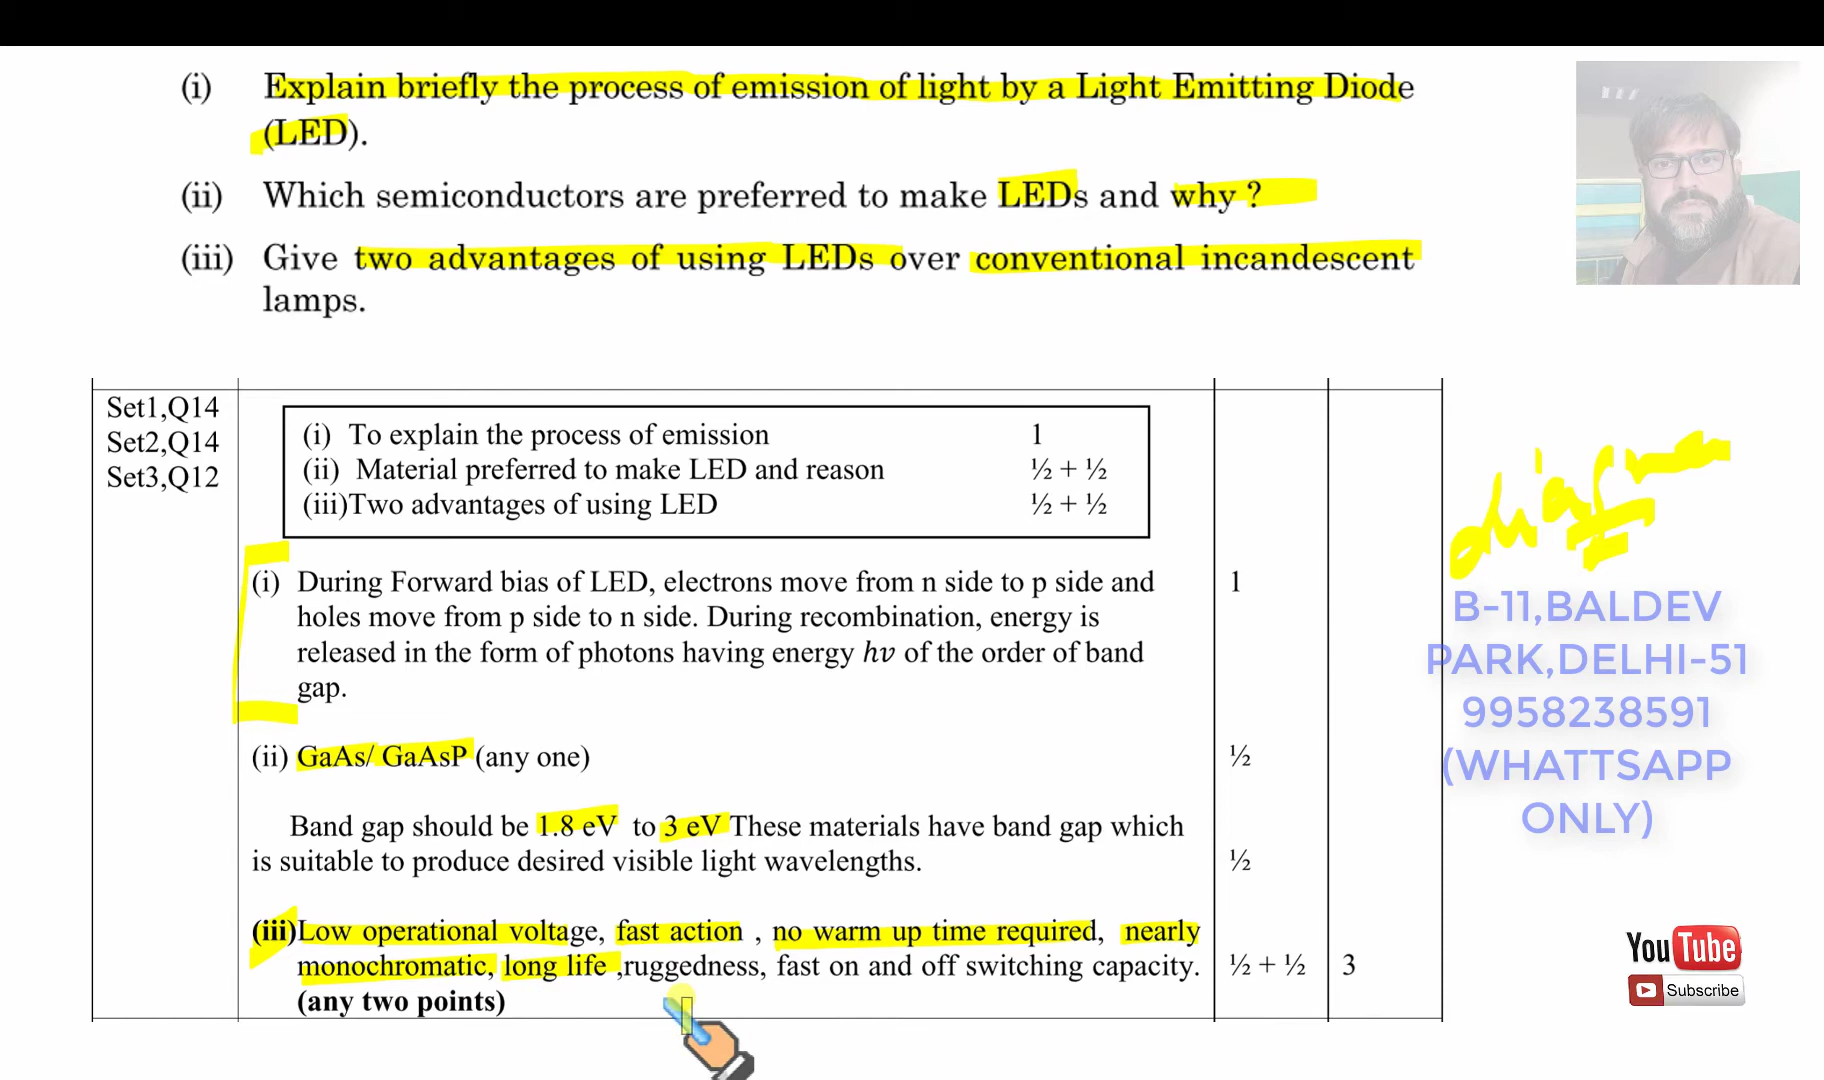 (i) Explain briefly the process of emission of light by a Light Emitting Diode
(LED).
(ii) Which semiconductors are preferred to make LEDs and why ?
(iii) Give two advantages of using LEDs over conventional incandescent
lamps.
Set1,Q14
Set2,Q14
Set3,Q12
(i) To explain the process of emission 1
(ii) Material preferred to make LED and reason ½ + ½
(iii)Two advantages of using LED ½ + ½
(i) During Forward bias of LED, electrons move from n side to p side and 1
holes move from p side to n side. During recombination, energy is
released in the form of photons having energy hν of the order of band
gap.
(ii) GaAs/ GaAsP (any one) ½
Band gap should be 1.8 eV to 3 eV These materials have band gap which
is suitable to produce desired visible light wavelengths. ½
(iii)Low operational voltage, fast action , no warm up time required, nearly
monochromatic, long life ,ruggedness, fast on and off switching capacity. ½ + ½ 3
(any two points)
B-11,BALDEV
PARK,DELHI-51
9958238591
(WHATTSAPP
ONLY)
YouTube
Subscribe